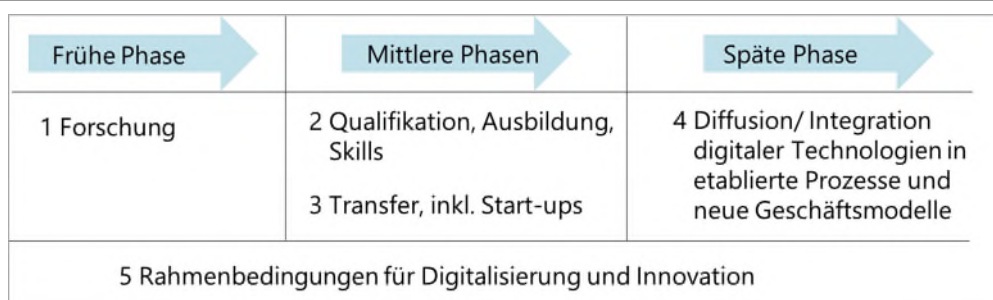 Frühe Phase
Mittlere Phasen
Späte Phase
1 Forschung
2 Qualifikation, Ausbildung,
Skills
3 Transfer, inkl. Start-ups
4 Diffusion/ Integration
digitaler Technologien in
etablierte Prozesse und
neue Geschäftsmodelle
5 Rahmenbedingungen für Digitalisierung und Innovation